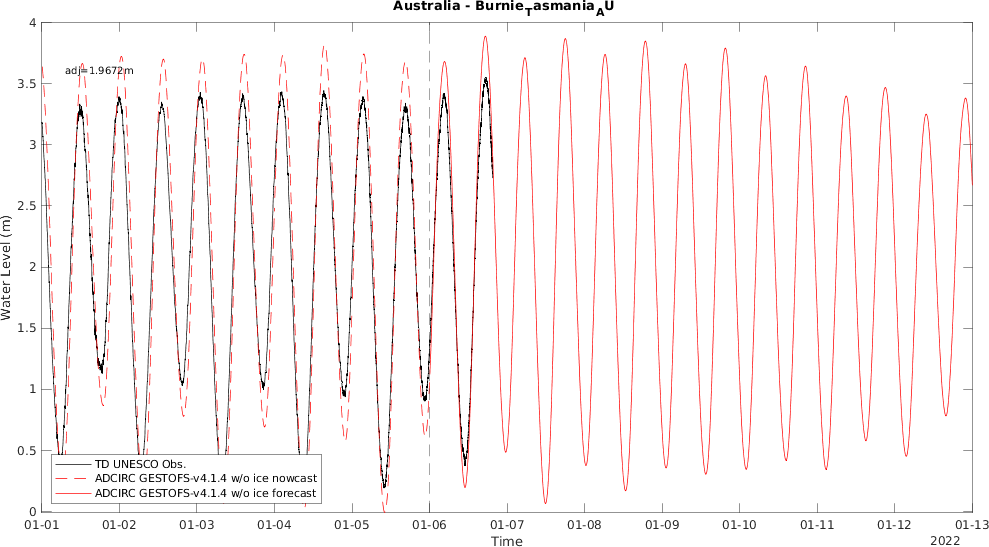 Australia - BurnieTasmaniaAU
4
3.5
3
2.5
2
1.5
1
0.5
0
Water Level (m)
adj=1.9672m
TD UNESCO Obs.
ADCIRC GESTOFS-v4.1.4 w/o ice nowcast
ADCIRC GESTOFS-v4.1.4 w/o ice forecast
01-01 01-02 01-03 01-04 01-05 01-06 01-07 01-08 01-09 01-10 01-11 01-12 01-13
Time
2022